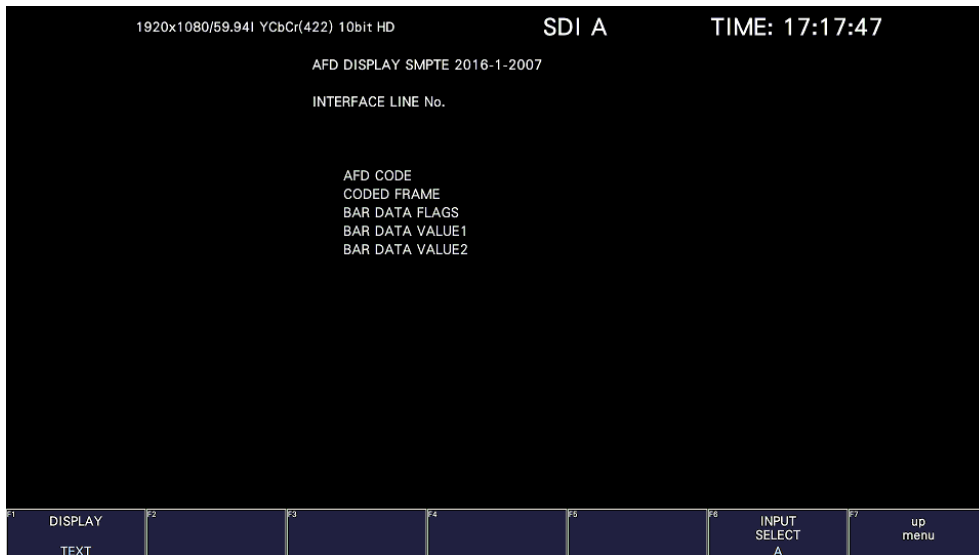 1920x1080/59.94I YCbCr(422) 10bit HD SDI A TIME: 17:17:47
AFD DISPLAY SMPTE 2016-1-2007
INTERFACE LINE No.
AFD CODE
CODED FRAME
BAR DATA FLAGS
BAR DATA VALUE1
BAR DATA VALUE2
F1 DISPLAY
TEXT
F2
F3
F4
F5
F6 INPUT
SELECT
A
F7 up
menu